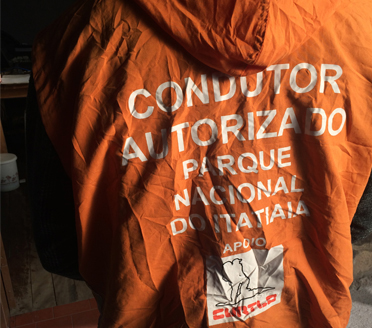 CONDUTOR
AUTORIZADO
PARQUE
NACIONAL
DO ITATIAIA
APOIO